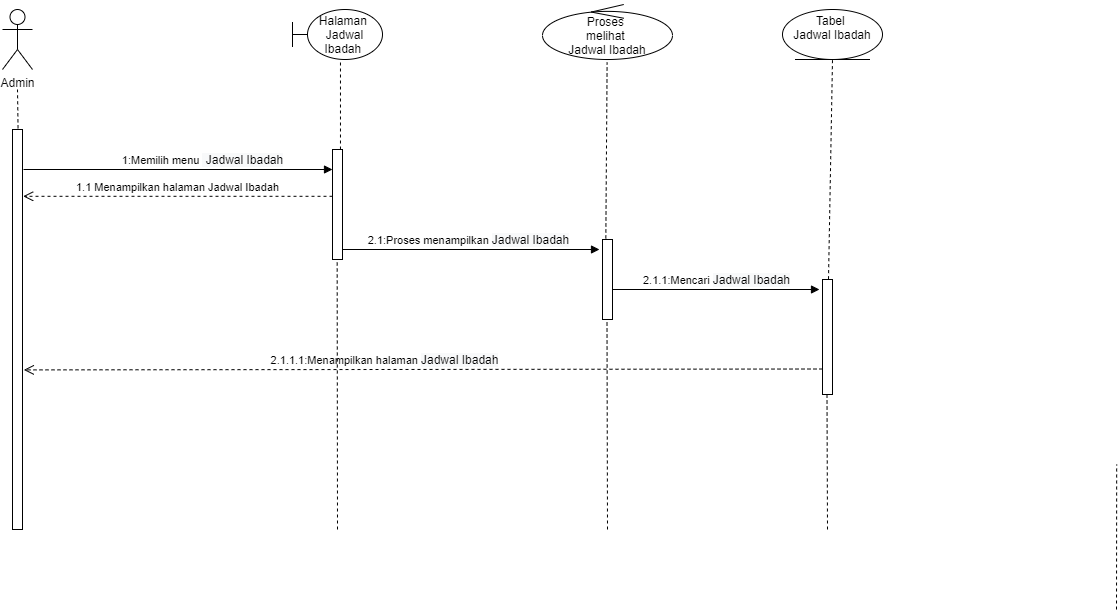 Halaman
Jadwal
Ibadah
Proses
melihat
Jadwal Ibadah
Tabel
Jadwal Ibadah
Admin
1:Memilih menu  Jadwal Ibadah
1.1 Menampilkan halaman Jadwal Ibadah
2.1:Proses menampilkan Jadwal Ibadah
2.1.1:Mencari Jadwal Ibadah
2.1.1.1:Menampilkan halaman Jadwal Ibadah